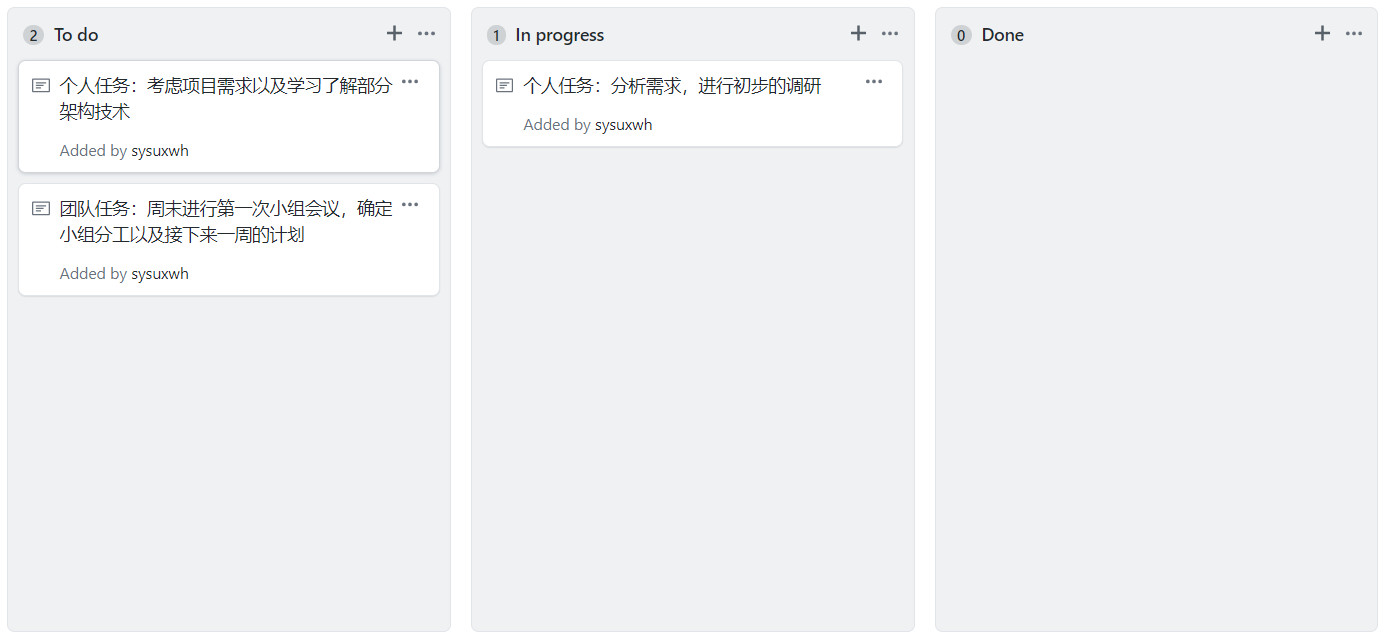 2 To do
个人任务：考虑项目需求以及学习了解部分
架构技术
Added by sysuxwh
团队任务：周末进行第一次小组会议，确定
小组分工以及接下来一周的计划
Added by sysuxwh
1 In progress
个人任务：分析需求，进行初步的调研
Added by sysuxwh
0 Done